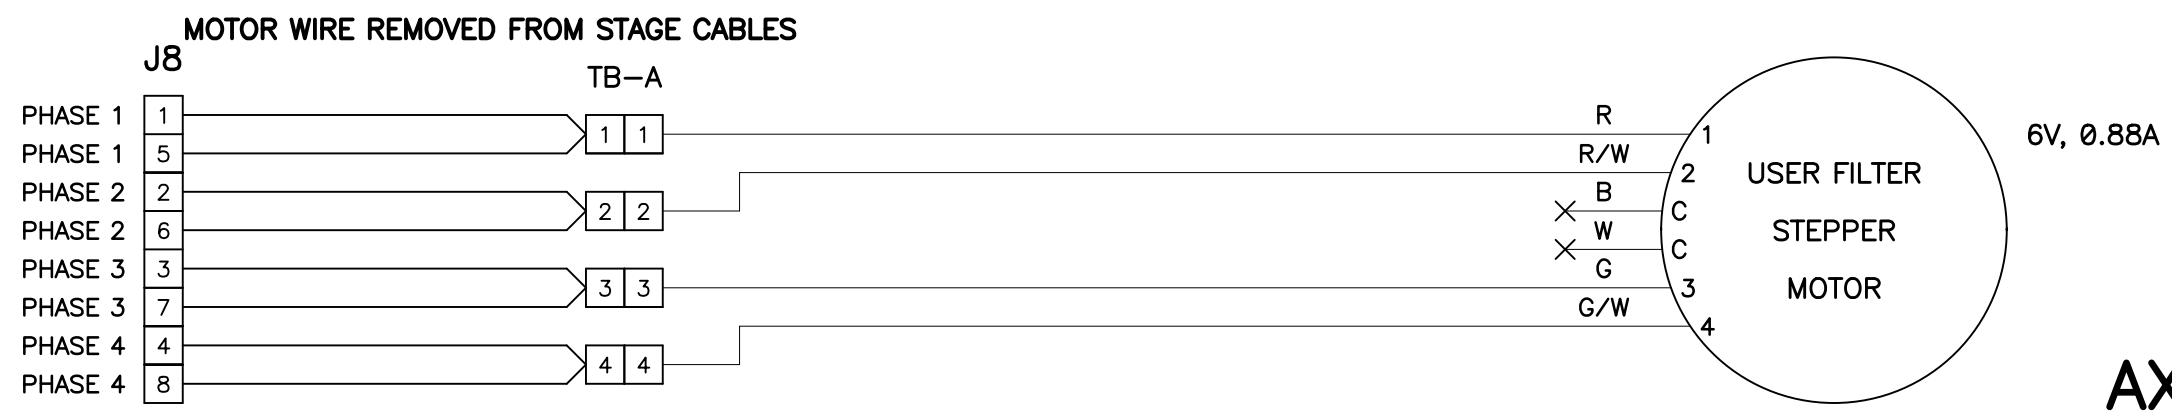 MOTOR WIRE REMOVED FROM STAGE CABLES
J8
TB-A
PHASE 1 1
PHASE 1 5
PHASE 2 2
PHASE 2 6
PHASE 3 3
PHASE 3 7
PHASE 4 4
PHASE 4 8
1 1
2 2
3 3
4 4
R
R/W
B
W
G
G/W
1
2
C
C
3
4
USER FILTER
STEPPER
MOTOR
6V, 0.88A